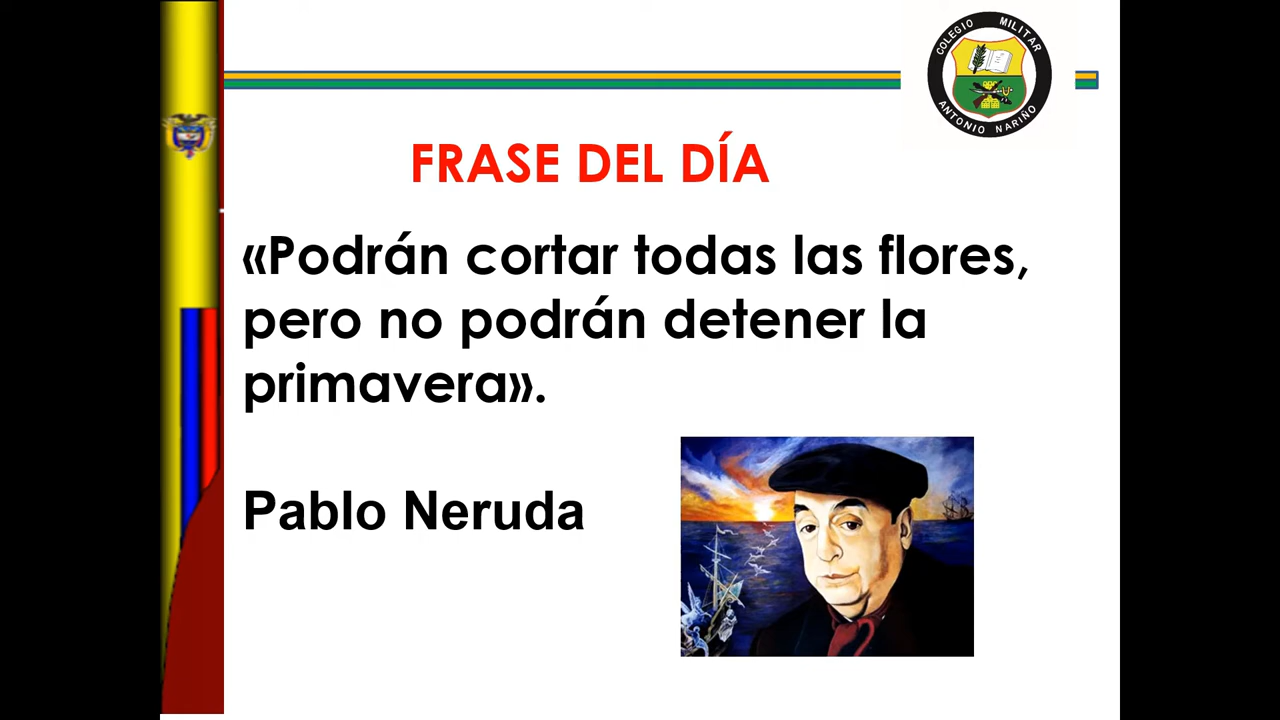 COLEGIO MILITAR
ANTONIO NARIÑO
FRASE DEL DÍA
«Podrán cortar todas las flores,
pero no podrán detener la
primavera».
Pablo Neruda